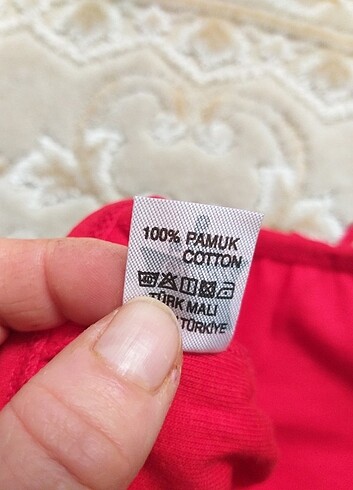 100% PAMUK
COTTON
TÜRK MALI
TÜRKİYE